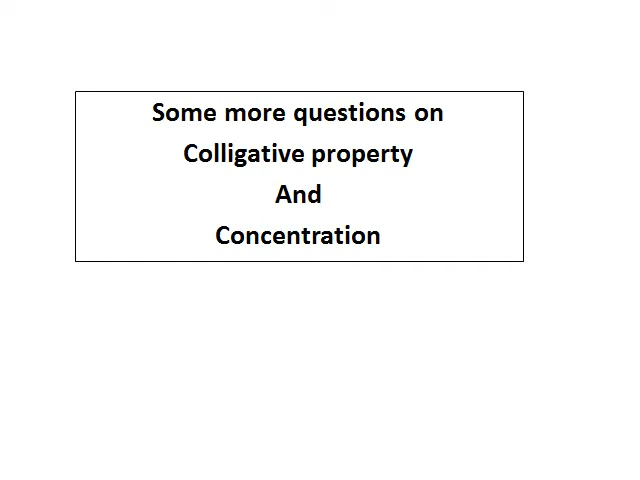 Some more questions on
Colligative property
And
Concentration